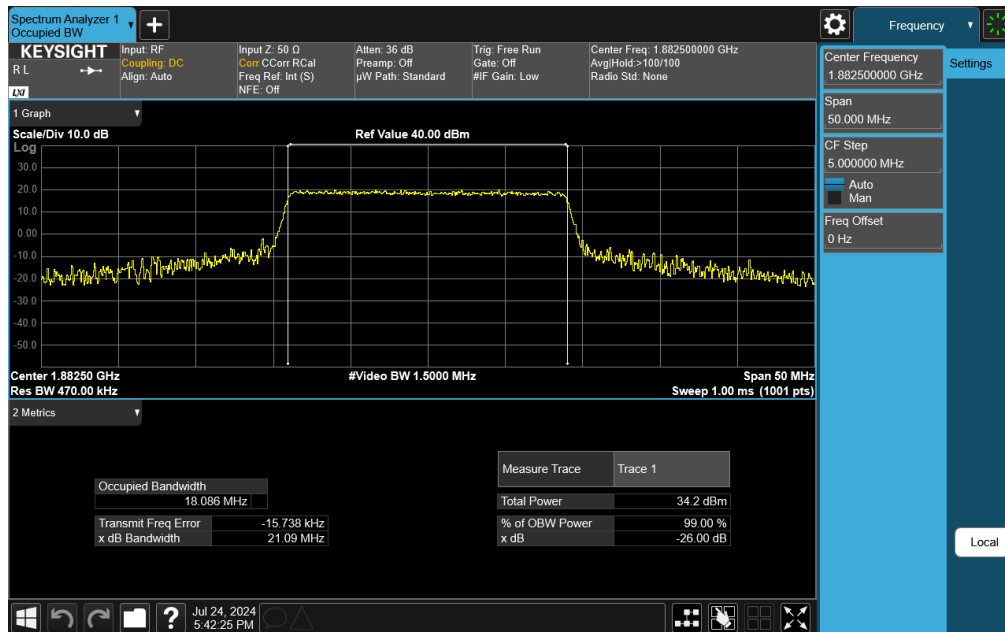 Spectrum Analyzer 1
Occupied BW
Frequency
KEYSIGHT
R L
LXI
Input: RF
Coupling: DC
Align: Auto
Input Z: 50 Ω
Corr CCorr RCal
Freq Ref: Int (S)
NFE: Off
Atten: 36 dB
Preamp: Off
µW Path: Standard
Trig: Free Run
Gate: Off
#IF Gain: Low
Center Freq: 1.882500000 GHz
Avg|Hold:>100/100
Radio Std: None
Center Frequency
1.882500000 GHz
Settings
Span
50.000 MHz
CF Step
5.000000 MHz
Auto
Man
Freq Offset
0 Hz
Local
1 Graph
Scale/Div 10.0 dB
Ref Value 40.00 dBm
Log
30.0
20.0
10.0
0.00
-10.0
-20.0
-30.0
-40.0
-50.0
Center 1.88250 GHz
#Video BW 1.5000 MHz
Span 50 MHz
Res BW 470.00 kHz
Sweep 1.00 ms (1001 pts)
2 Metrics
Occupied Bandwidth
18.086 MHz
Transmit Freq Error -15.738 kHz
x dB Bandwidth 21.09 MHz
Measure Trace Trace 1
Total Power 34.2 dBm
% of OBW Power 99.00 %
x dB -26.00 dB
?
Jul 24, 2024
5:42:25 PM